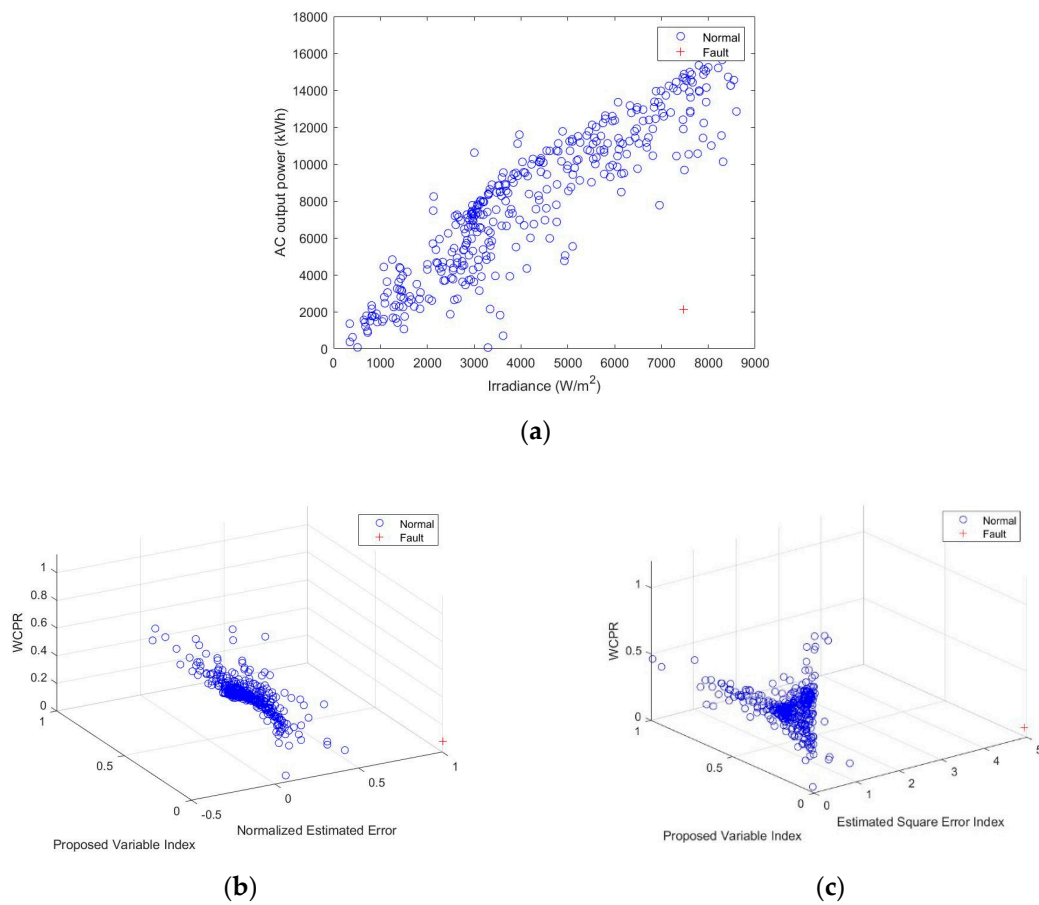 18000
16000
14000
12000
10000
8000
6000
4000
2000
0
AC output power (kWh)
Normal
Fault
0 1000 2000 3000 4000 5000 6000 7000 8000 9000
Irradiance (W/m²)
(a)
Normal
Fault
1
0.8
0.6
0.4
0.2
0
WCPR
1
0.5
0
Proposed Variable Index
-0.5
0
0.5
1
Normalized Estimated Error
(b)
Normal
Fault
1
0.5
0
WCPR
1
0.5
0
Proposed Variable Index
0
1
2
3
4
5
Estimated Square Error Index
(c)